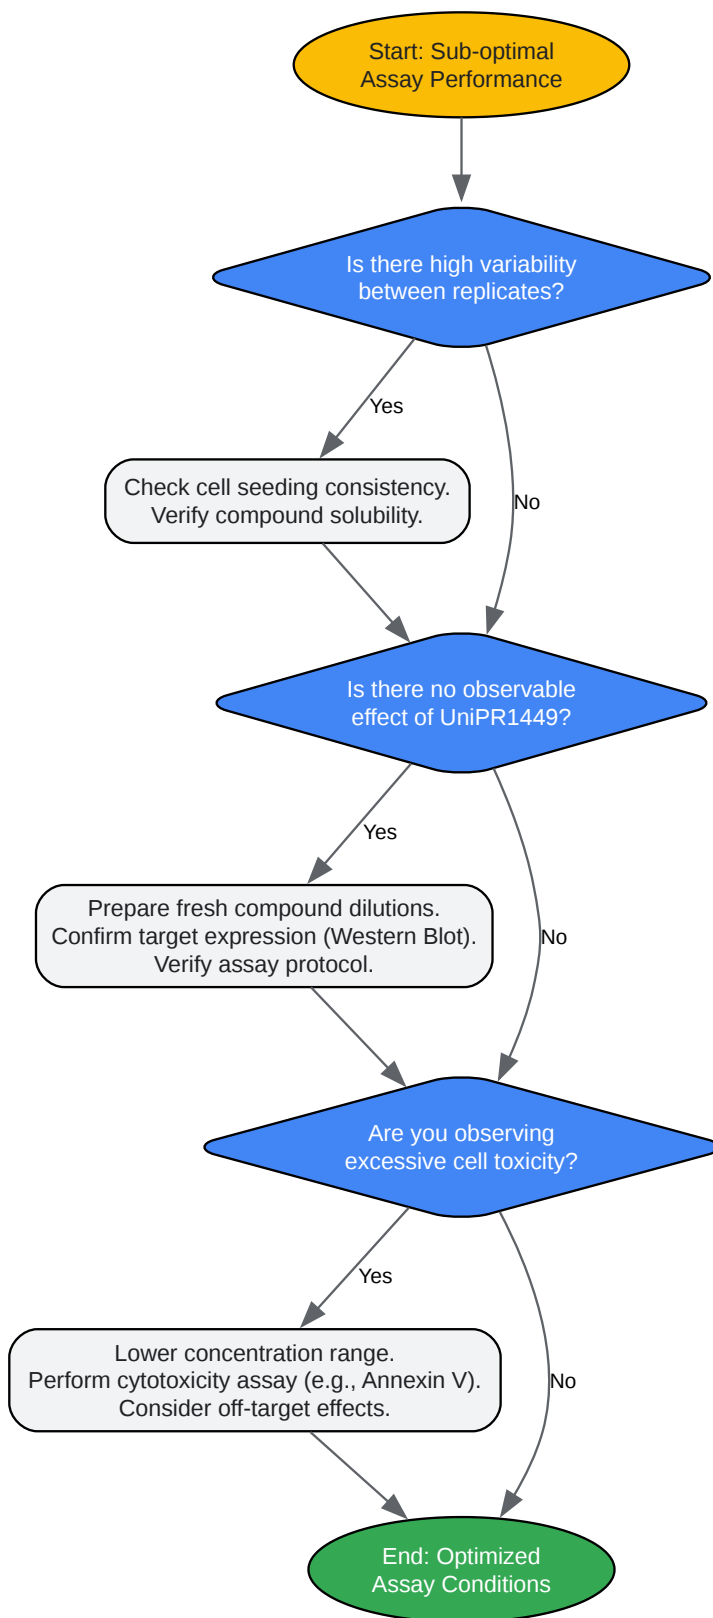 Start: Sub-optimal
Assay Performance
Is there high variability
between replicates?
Yes
Check cell seeding consistency.
Verify compound solubility.
No
Is there no observable
effect of UniPR1449?
Yes
Prepare fresh compound dilutions.
Confirm target expression (Western Blot).
Verify assay protocol.
No
Are you observing
excessive cell toxicity?
Yes
Lower concentration range.
Perform cytotoxicity assay (e.g., Annexin V).
Consider off-target effects.
No
End: Optimized
Assay Conditions